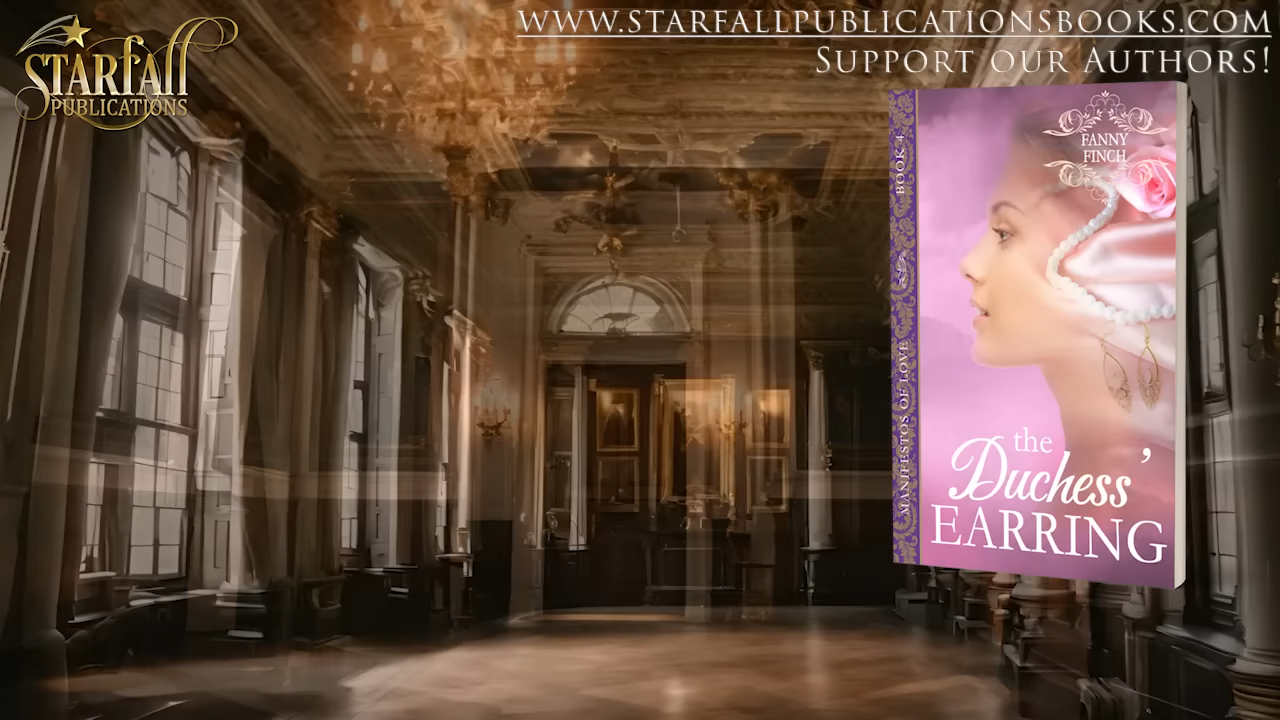 STARfall
PUBLICATIONS
WWW.STARFALLPUBLICATIONSBOOKS.COM
SUPPORT OUR AUTHORS!
MANIFESTOS OF LOVE
BOOK 4
FANNY
FINCH
the
Duchess'
EARRING